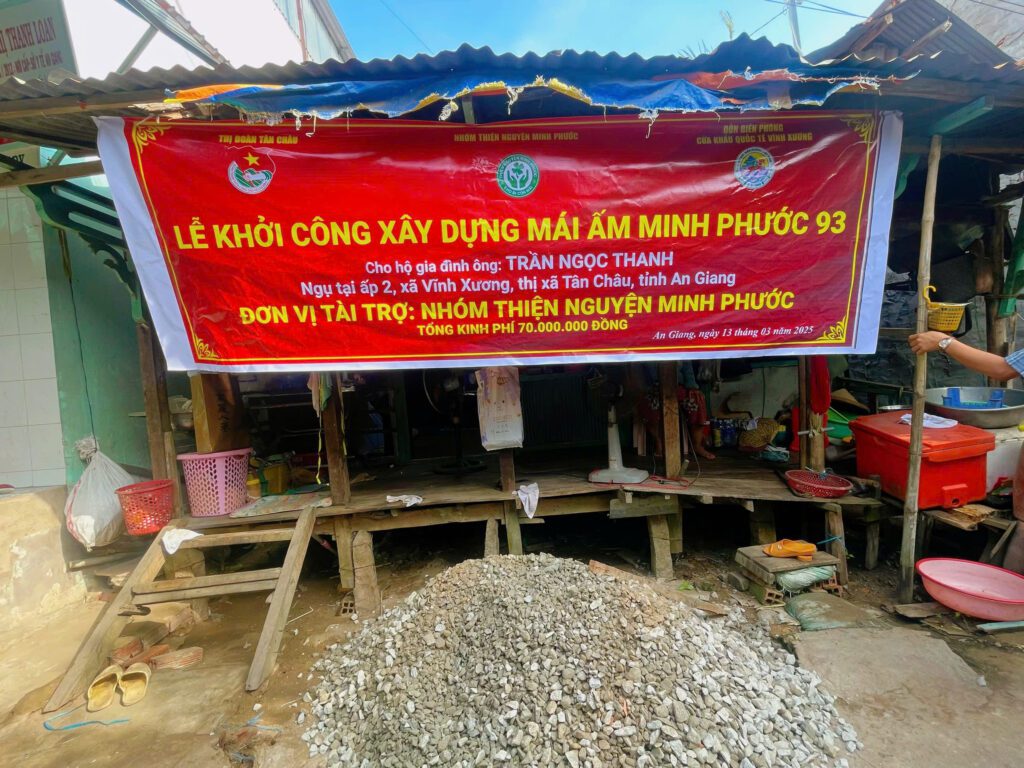 THANH LOAN
THỊ ĐOÀN TÂN CHÂU
NHÓM THIỆN NGUYỆN MINH PHƯỚC
ĐỒN BIÊN PHÒNG
CỬA KHẨU QUỐC TẾ VĨNH XƯƠNG
LỄ KHỞI CÔNG XÂY DỰNG MÁI ẤM MINH PHƯỚC 93
Cho hộ gia đình ông: TRẦN NGỌC THANH
Ngụ tại ấp 2, xã Vĩnh Xương, thị xã Tân Châu, tỉnh An Giang
ĐƠN VỊ TÀI TRỢ: NHÓM THIỆN NGUYỆN MINH PHƯỚC
TỔNG KINH PHÍ 70.000.000 ĐỒNG
An Giang, ngày 13 tháng 03 năm 2025